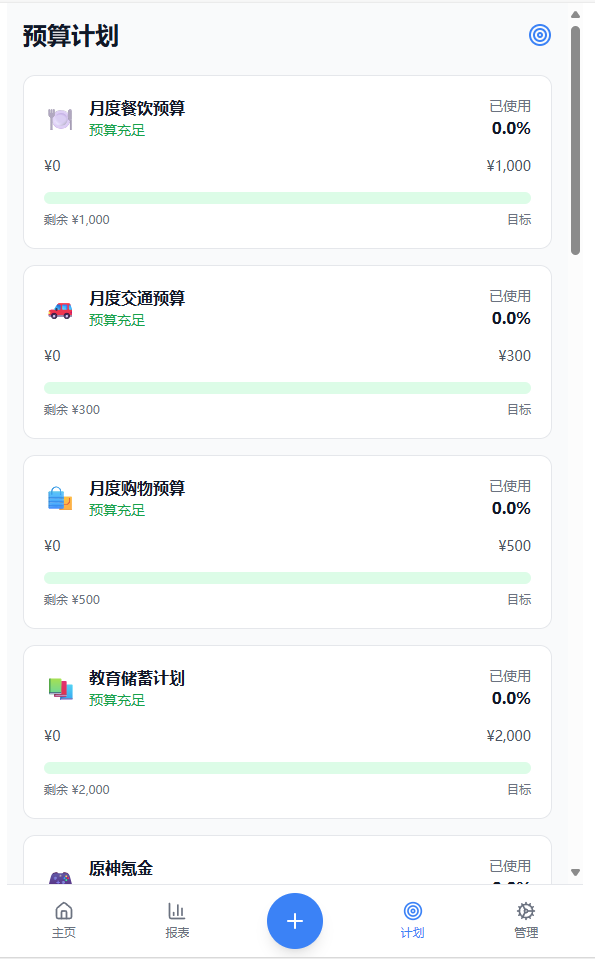 预算计划
月度餐饮预算
已使用
预算充足
0.0%
¥0
¥1,000
剩余 ¥1,000
目标
月度交通预算
已使用
预算充足
0.0%
¥0
¥300
剩余 ¥300
目标
月度购物预算
已使用
预算充足
0.0%
¥0
¥500
剩余 ¥500
目标
教育储蓄计划
已使用
预算充足
0.0%
¥0
¥2,000
剩余 ¥2,000
目标
原神氪金
已使用
主页
报表
计划
管理